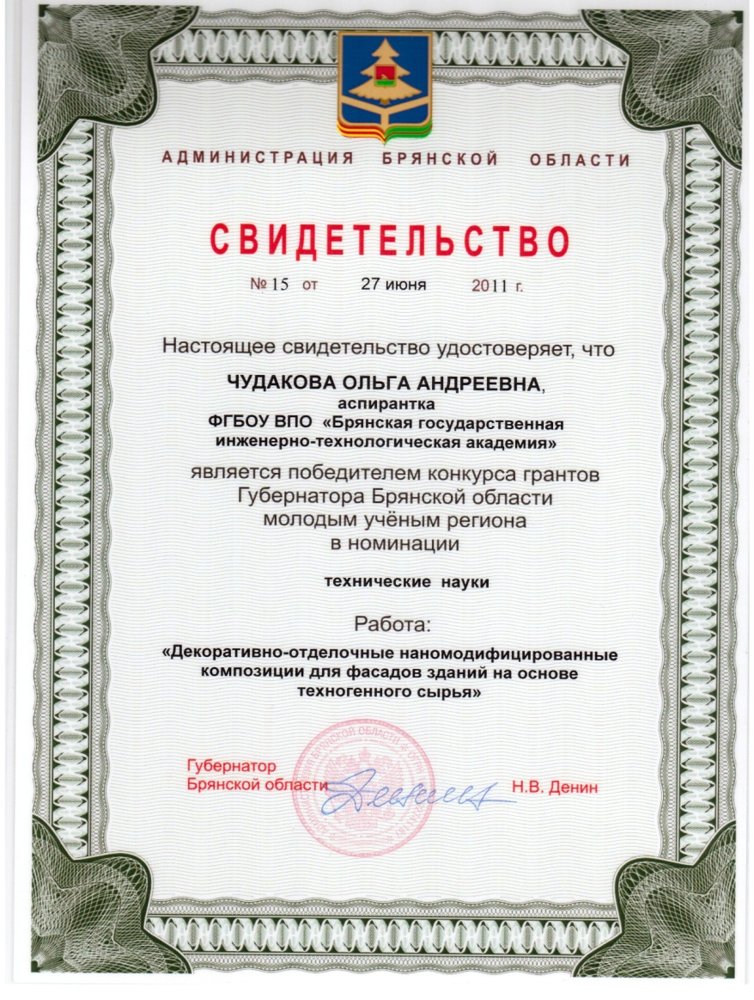 АДМИНИСТРАЦИЯ БРЯНСКОЙ ОБЛАСТИ
СВИДЕТЕЛЬСТВО
№ 15 от 27 июня 2011 г.
Настоящее свидетельство удостоверяет, что
ЧУДАКОВА ОЛЬГА АНДРЕЕВНА,
аспирантка
ФГБОУ ВПО «Брянская государственная
инженерно-технологическая академия»
является победителем конкурса грантов
Губернатора Брянской области
молодым учёным региона
в номинации
технические науки
Работа:
«Декоративно-отделочные наномодифицированные
композиции для фасадов зданий на основе
техногенного сырья»
Губернатор
Брянской области
Н.В. Денин
БРЯНСКОЙ ОБЛАСТИ